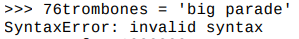 >>> 76trombones = 'big parade'
SyntaxError: invalid syntax